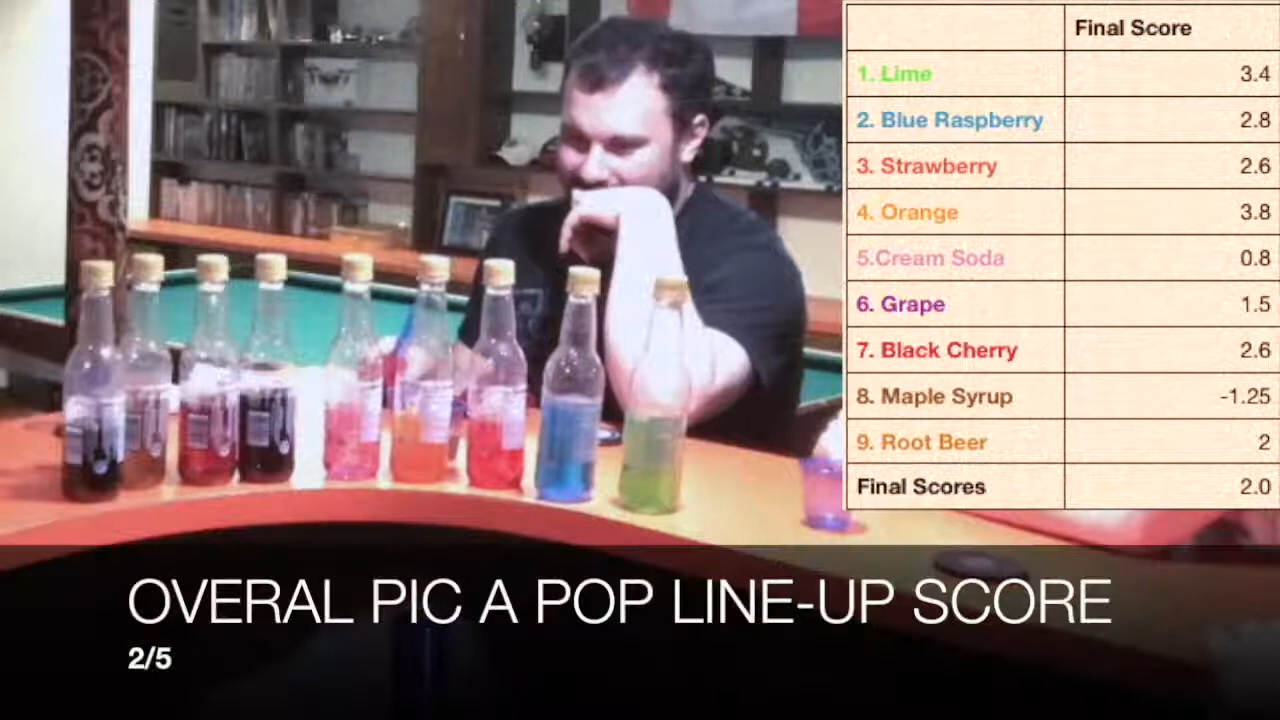 Final Score
1. Lime 3.4
2. Blue Raspberry 2.8
3. Strawberry 2.6
4. Orange 3.8
5.Cream Soda 0.8
6. Grape 1.5
7. Black Cherry 2.6
8. Maple Syrup -1.25
9. Root Beer 2
Final Scores 2.0
OVERAL PIC A POP LINE-UP SCORE
2/5